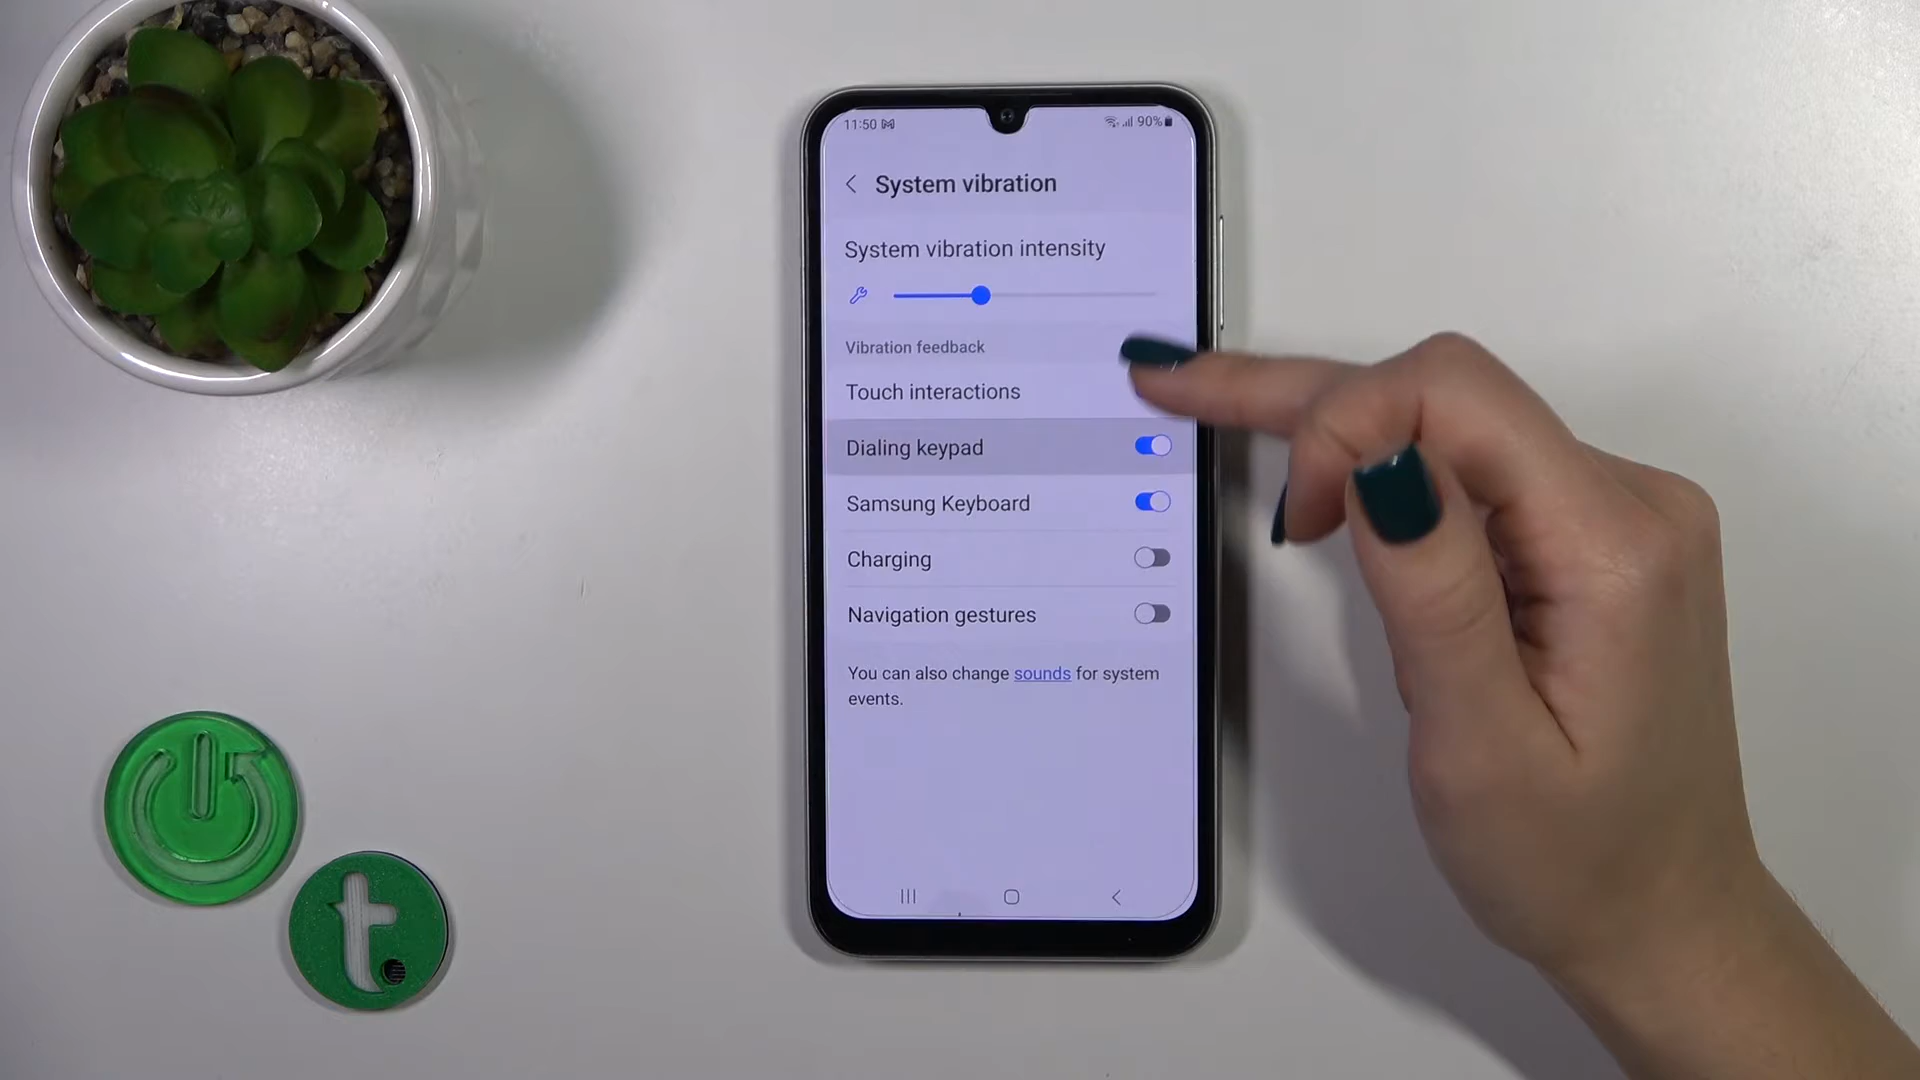 11:50
90%
System vibration
System vibration intensity
Vibration feedback
Touch interactions
Dialing keypad
Samsung Keyboard
Charging
Navigation gestures
You can also change sounds for system
events.
t.